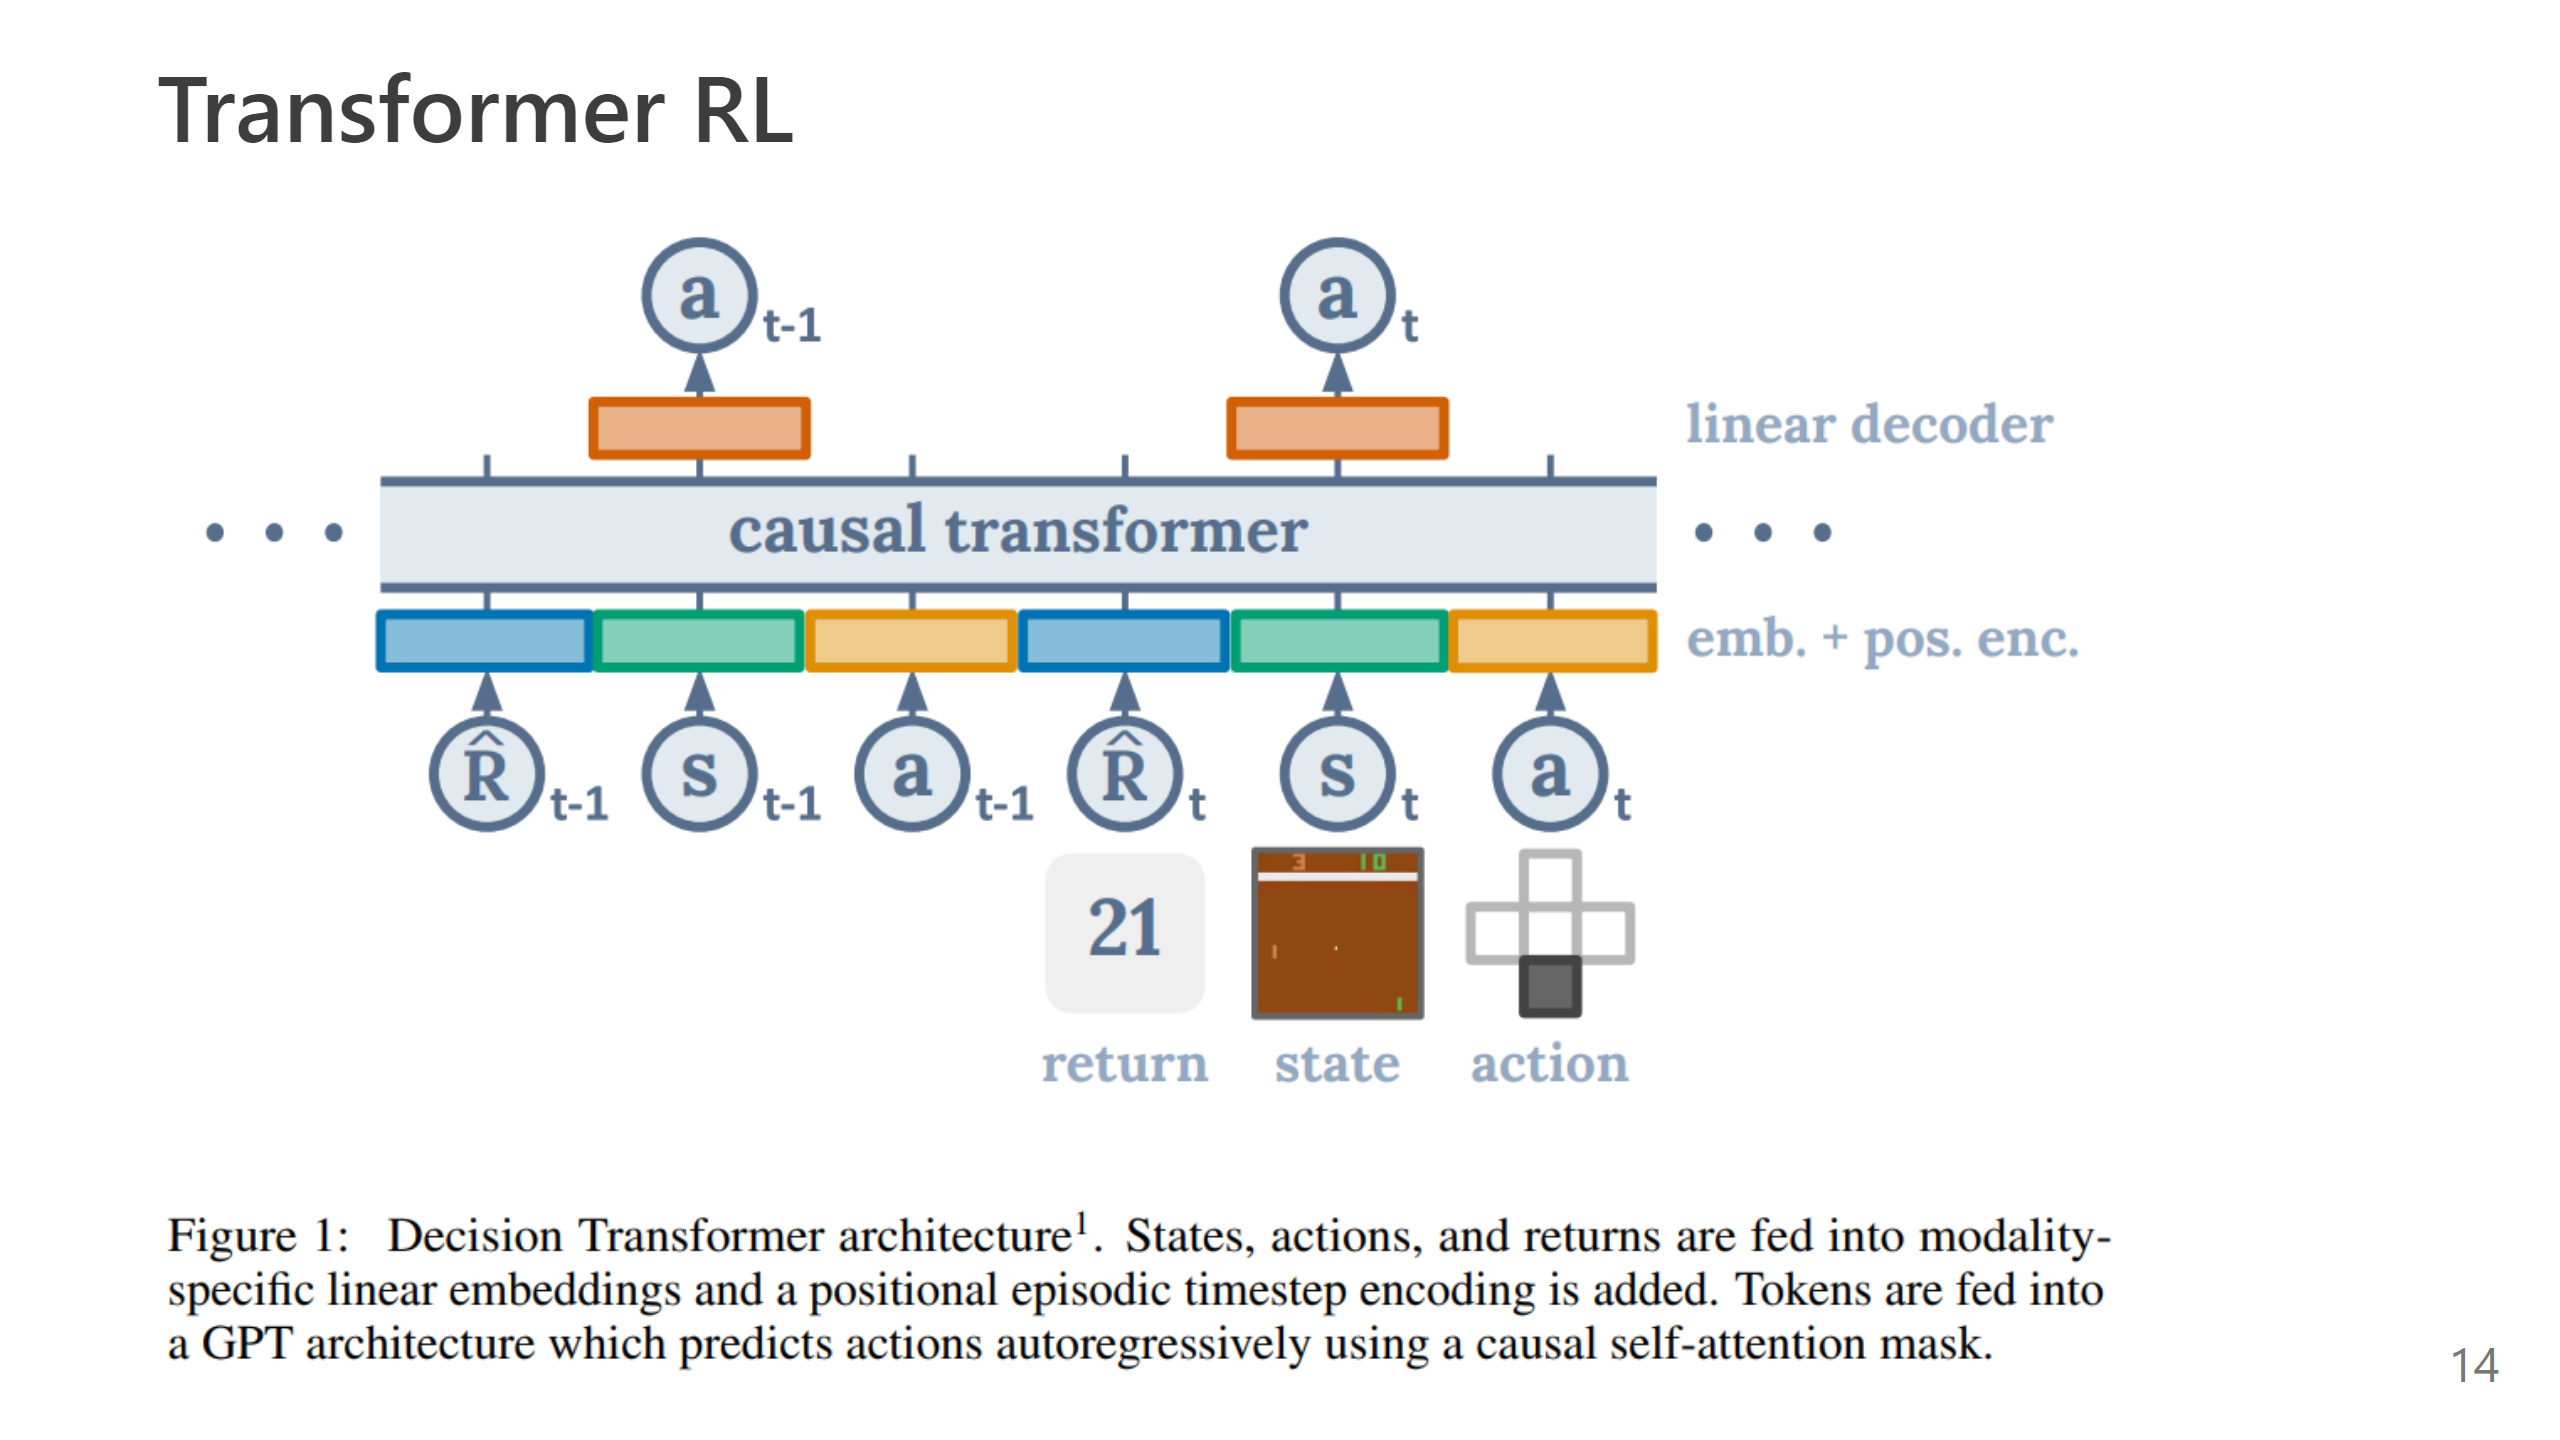 Transformer RL
a t-1 a t
linear decoder
causal transformer
emb. + pos. enc.
R̂ t-1 s t-1 a t-1 R̂ t s t a t
3 10
21
return state action
Figure 1: Decision Transformer architecture¹. States, actions, and returns are fed into modality-
specific linear embeddings and a positional episodic timestep encoding is added. Tokens are fed into
a GPT architecture which predicts actions autoregressively using a causal self-attention mask.
14